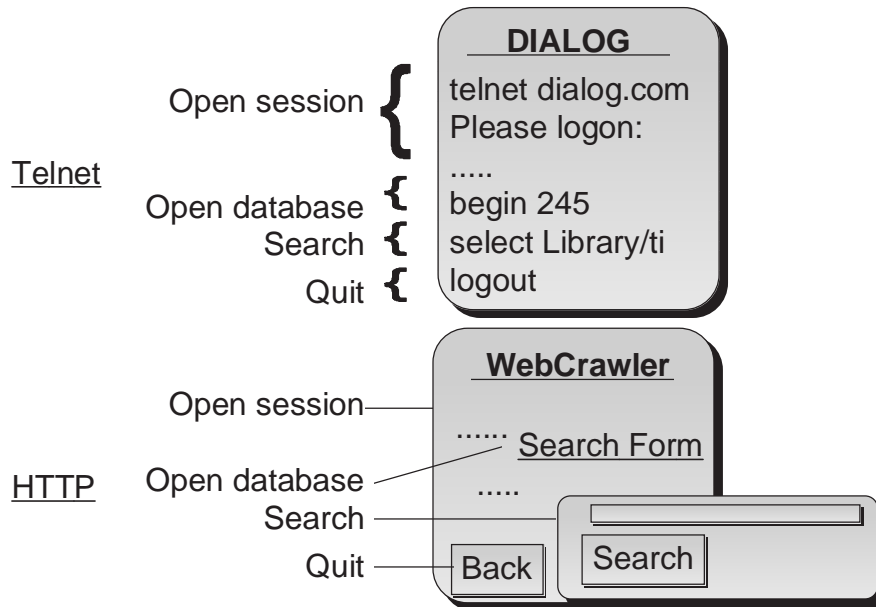 DIALOG
Open session { telnet dialog.com
Please logon:
Telnet
.....
Open database { begin 245
Search { select Library/ti
Quit { logout
WebCrawler
Open session
...... Search Form
HTTP
Open database
.....
Search
Quit
Back
Search